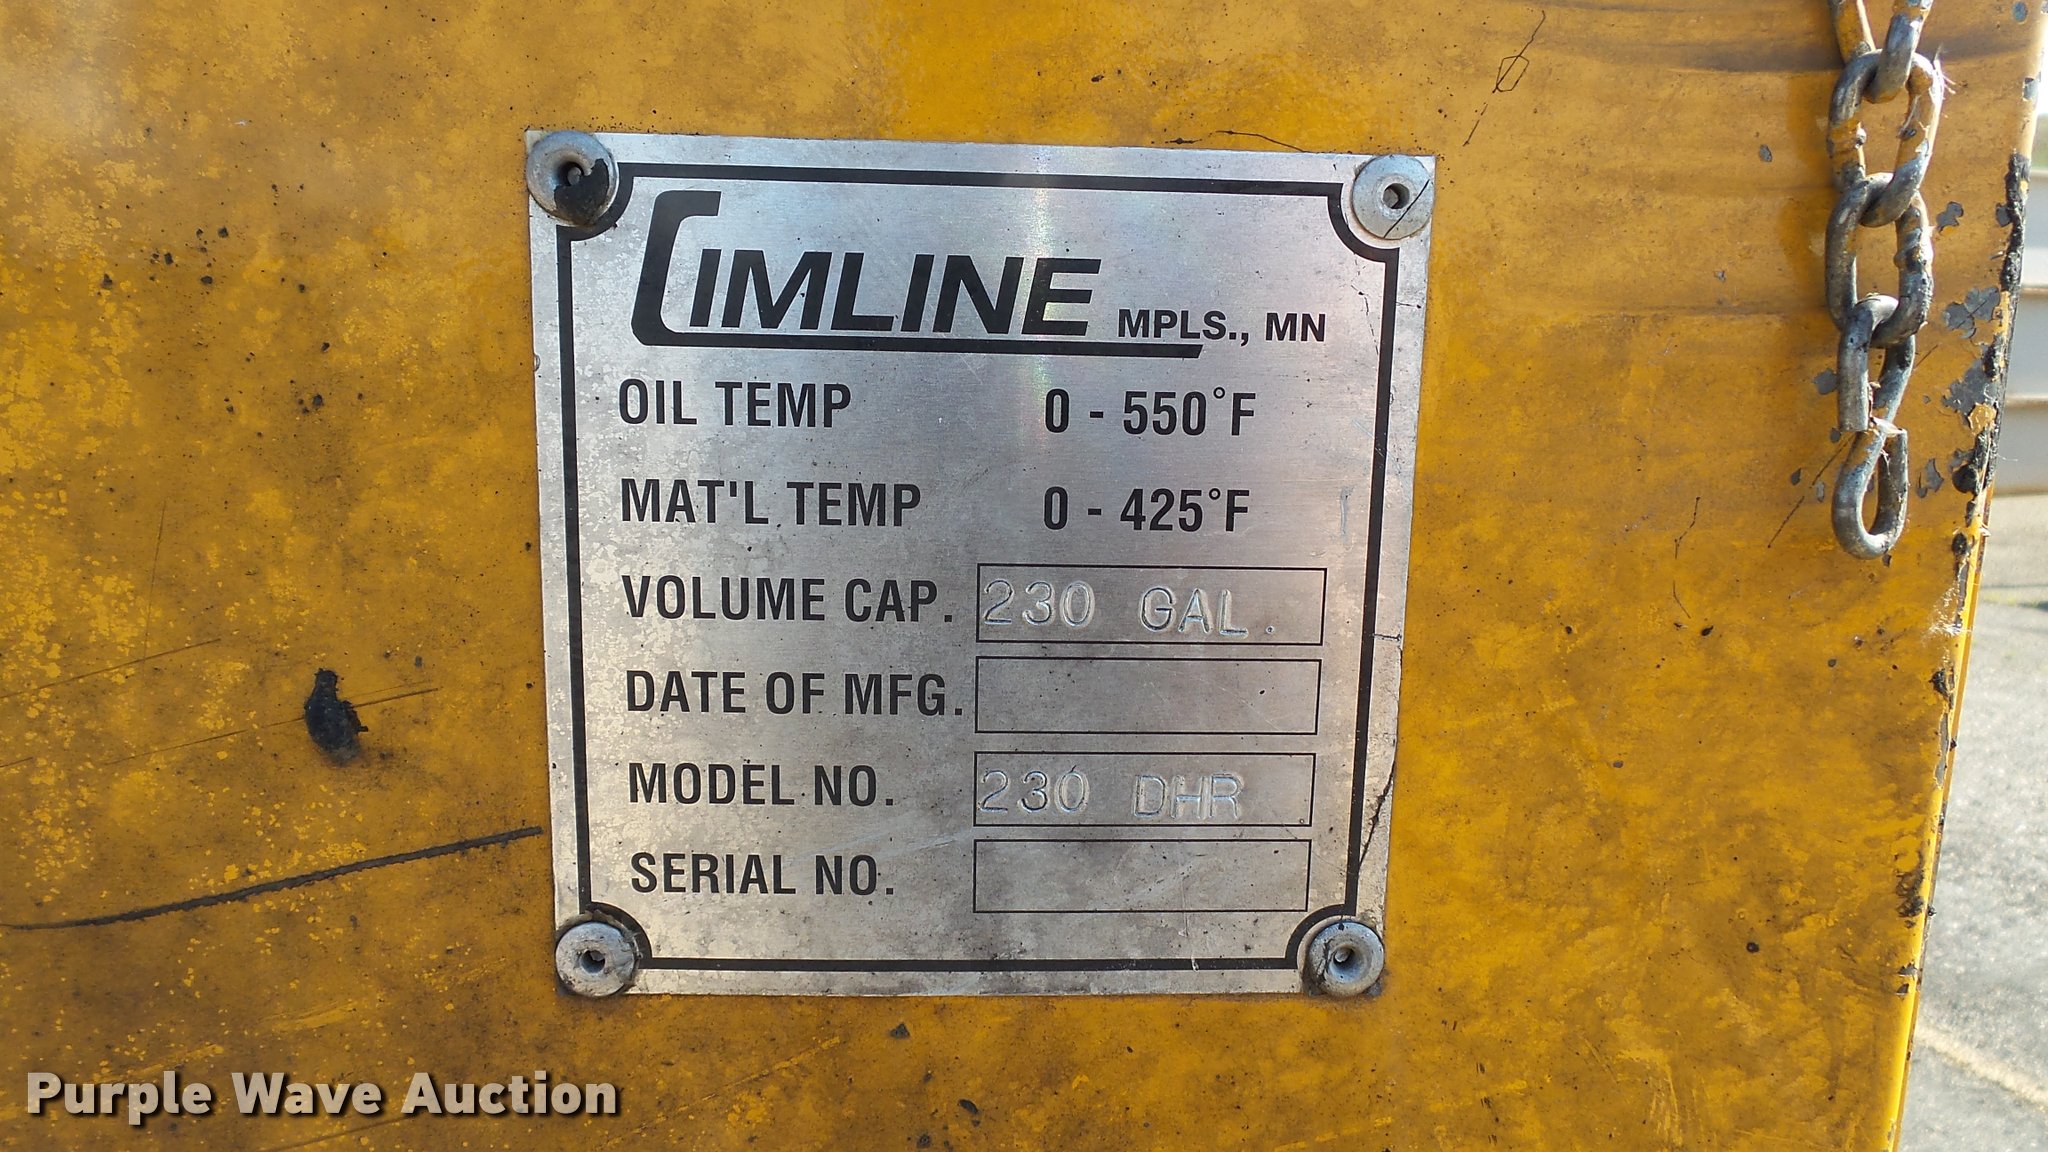 CIMLINE MPLS., MN
OIL TEMP 0 - 550°F
MAT'L TEMP 0 - 425°F
VOLUME CAP. 230 GAL.
DATE OF MFG.
MODEL NO. 230 DHR
SERIAL NO.
Purple Wave Auction